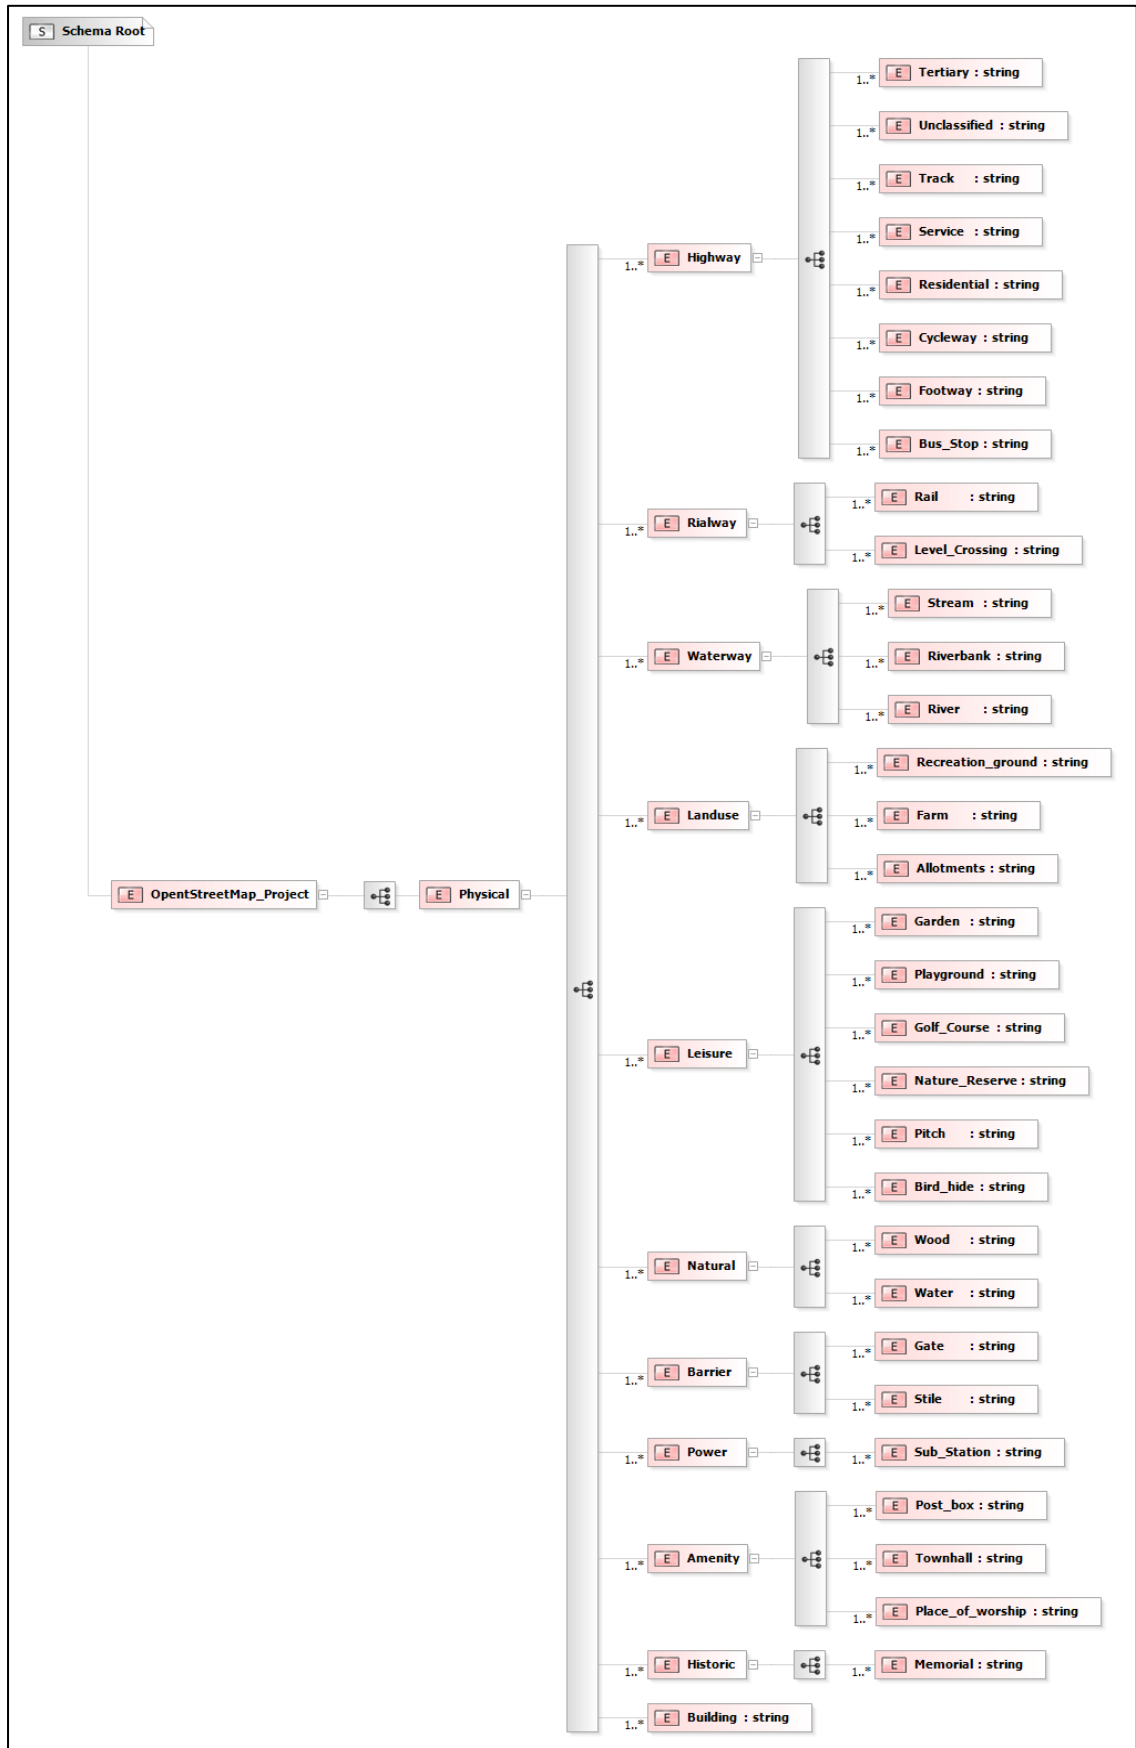 S Schema Root
E Tertiary : string
1..*
E Unclassified : string
1..*
E Track : string
1..*
E Service : string
1..*
E Highway
1..*
E Residential : string
1..*
E Cycleway : string
1..*
E Footway : string
1..*
E Bus_Stop : string
1..*
E Rail : string
1..*
E Rialway
1..*
E Level_Crossing : string
1..*
E Stream : string
1..*
E Waterway
1..*
E Riverbank : string
1..*
E River : string
1..*
E Recreation_ground : string
1..*
E Landuse
1..*
E Farm : string
1..*
E Allotments : string
1..*
E OpentStreetMap_Project
E Physical
E Garden : string
1..*
E Playground : string
1..*
E Golf_Course : string
1..*
E Leisure
1..*
E Nature_Reserve : string
1..*
E Pitch : string
1..*
E Bird_hide : string
1..*
E Wood : string
1..*
E Natural
1..*
E Water : string
1..*
E Gate : string
1..*
E Barrier
1..*
E Stile : string
1..*
E Power
1..*
E Sub_Station : string
1..*
E Post_box : string
1..*
E Amenity
1..*
E Townhall : string
1..*
E Place_of_worship : string
1..*
E Historic
1..*
E Memorial : string
1..*
E Building : string
1..*